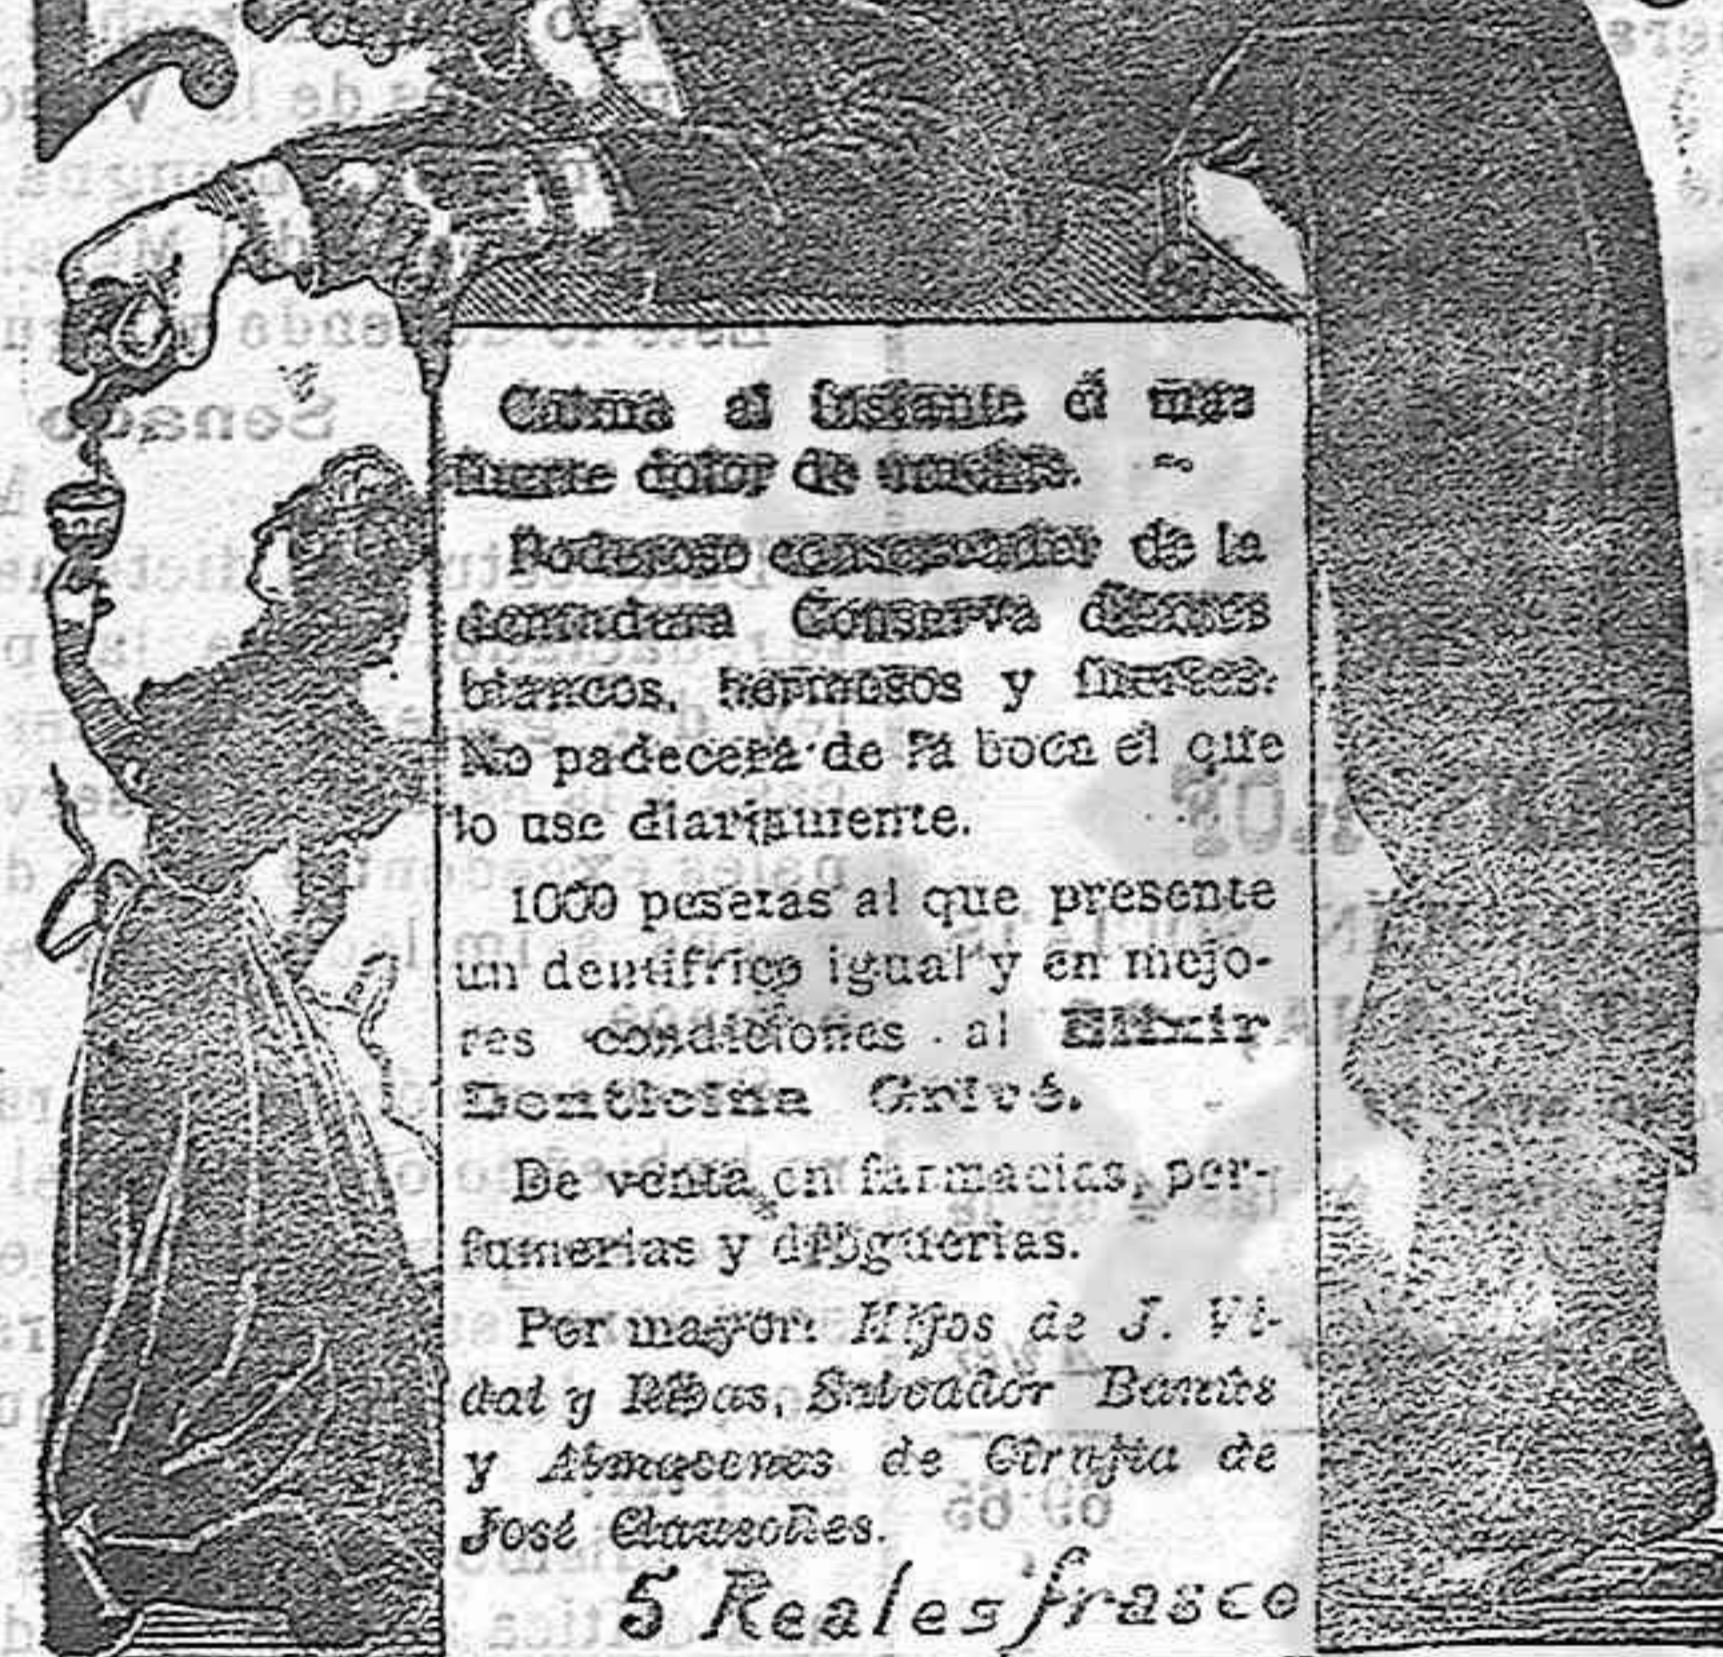 Calma al instante el más
fuerte dolor de muelas.
Poderoso conservador de la
dentadura Conserva dientes
blancos, hermosos y fuertes.
No padecerá de la boca el que
lo use diariamente.
1000 pesetas al que presente
un dentífrico igual y en mejo-
res condiciones al Elixir
Denticina Grivé.
De venta en farmacias, per-
fumerías y droguerías.
Por mayor: Hijos de J. Vi-
dal y Ribas, Salvador Banús
y Almacenes de Cirujía de
José Clausolles.
5 Reales frasco